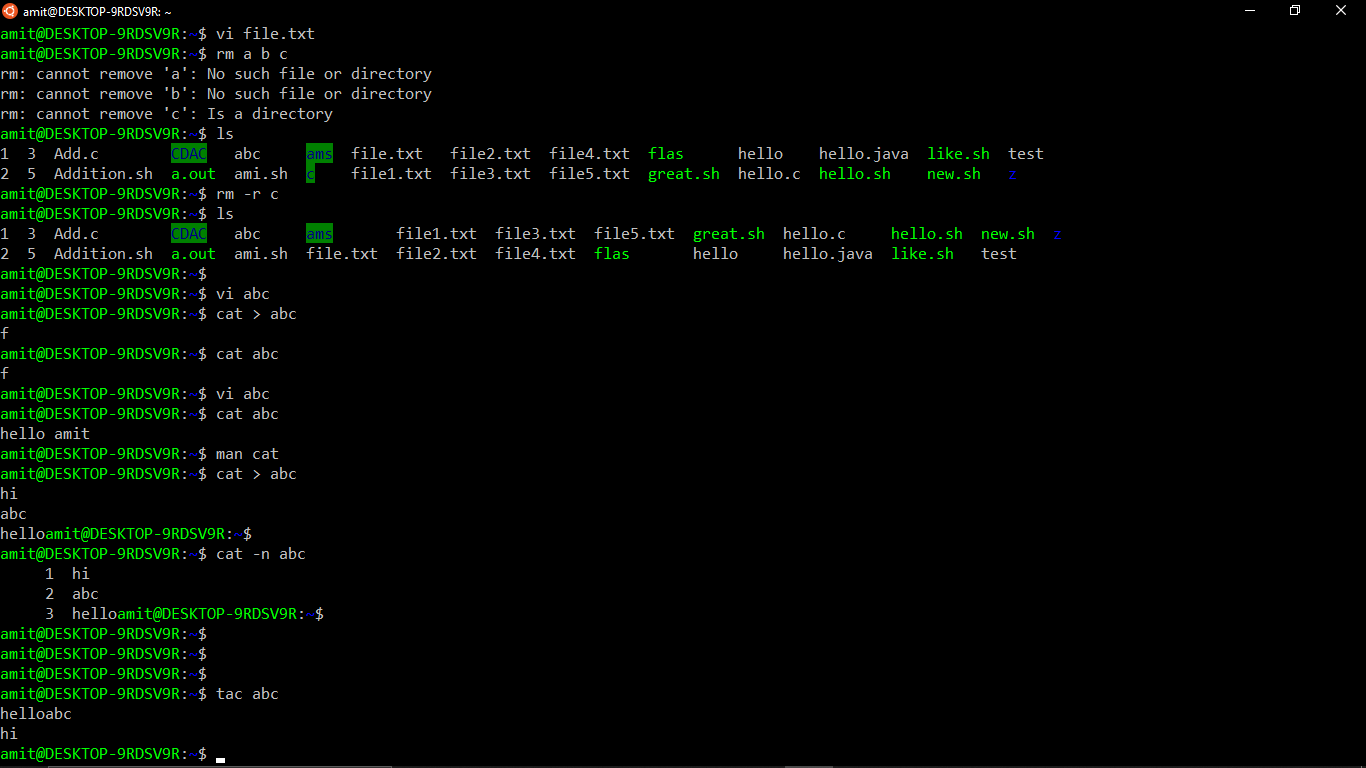 amit@DESKTOP-9RDSV9R: ~
amit@DESKTOP-9RDSV9R:~$ vi file.txt
amit@DESKTOP-9RDSV9R:~$ rm a b c
rm: cannot remove 'a': No such file or directory
rm: cannot remove 'b': No such file or directory
rm: cannot remove 'c': Is a directory
amit@DESKTOP-9RDSV9R:~$ ls
1  3  Add.c        CDAC   abc     ams  file.txt   file2.txt  file4.txt  flas      hello    hello.java  like.sh  test
2  5  Addition.sh  a.out  ami.sh  c    file1.txt  file3.txt  file5.txt  great.sh  hello.c  hello.sh    new.sh   z
amit@DESKTOP-9RDSV9R:~$ rm -r c
amit@DESKTOP-9RDSV9R:~$ ls
1  3  Add.c        CDAC   abc     ams       file1.txt  file3.txt  file5.txt  great.sh  hello.c     hello.sh  new.sh  z
2  5  Addition.sh  a.out  ami.sh  file.txt  file2.txt  file4.txt  flas       hello     hello.java  like.sh   test
amit@DESKTOP-9RDSV9R:~$
amit@DESKTOP-9RDSV9R:~$ vi abc
amit@DESKTOP-9RDSV9R:~$ cat > abc
f
amit@DESKTOP-9RDSV9R:~$ cat abc
f
amit@DESKTOP-9RDSV9R:~$ vi abc
amit@DESKTOP-9RDSV9R:~$ cat abc
hello amit
amit@DESKTOP-9RDSV9R:~$ man cat
amit@DESKTOP-9RDSV9R:~$ cat > abc
hi
abc
helloamit@DESKTOP-9RDSV9R:~$
amit@DESKTOP-9RDSV9R:~$ cat -n abc
     1  hi
     2  abc
     3  helloamit@DESKTOP-9RDSV9R:~$
amit@DESKTOP-9RDSV9R:~$
amit@DESKTOP-9RDSV9R:~$
amit@DESKTOP-9RDSV9R:~$
amit@DESKTOP-9RDSV9R:~$ tac abc
helloabc
hi
amit@DESKTOP-9RDSV9R:~$